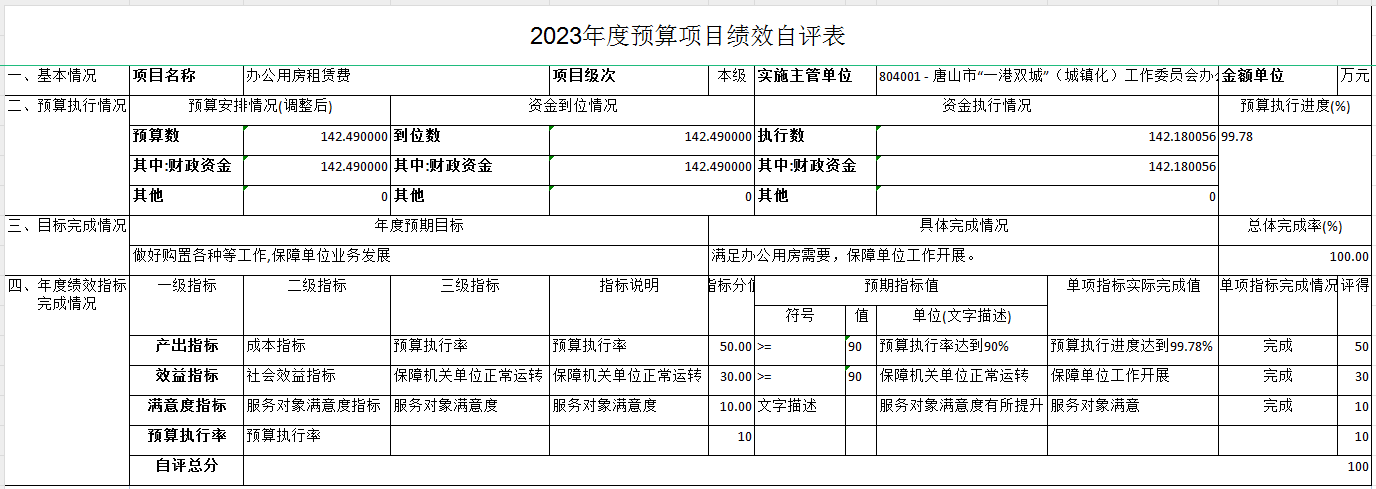 2023年度预算项目绩效自评表
一、基本情况 项目名称 办公用房租赁费 项目级次 本级 实施主管单位 804001 - 唐山市“一港双城”（城镇化）工作委员会办 金额单位 万元
二、预算执行情况 预算安排情况(调整后) 资金到位情况 资金执行情况 预算执行进度(%)
预算数 142.490000 到位数 142.490000 执行数 142.180056 99.78
其中:财政资金 142.490000 其中:财政资金 142.490000 其中:财政资金 142.180056
其他 0 其他 0 其他 0
三、目标完成情况 年度预期目标 具体完成情况 总体完成率(%)
做好购置各种等工作,保障单位业务发展 满足办公用房需要，保障单位工作开展。 100.00
四、年度绩效指标完成情况 一级指标 二级指标 三级指标 指标说明 指标分值 预期指标值 单项指标实际完成值 单项指标完成情况 评得
符号 值 单位(文字描述)
产出指标 成本指标 预算执行率 预算执行率 50.00 >= 90 预算执行率达到90% 预算执行进度达到99.78% 完成 50
效益指标 社会效益指标 保障机关单位正常运转 保障机关单位正常运转 30.00 >= 90 保障机关单位正常运转 保障单位工作开展 完成 30
满意度指标 服务对象满意度指标 服务对象满意度 服务对象满意度 10.00 文字描述 服务对象满意度有所提升 服务对象满意 完成 10
预算执行率 预算执行率 10 10
自评总分 100